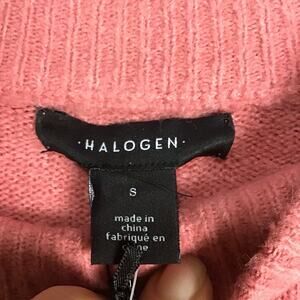 ·HALOGEN·
S
made in
china
fabriqué en